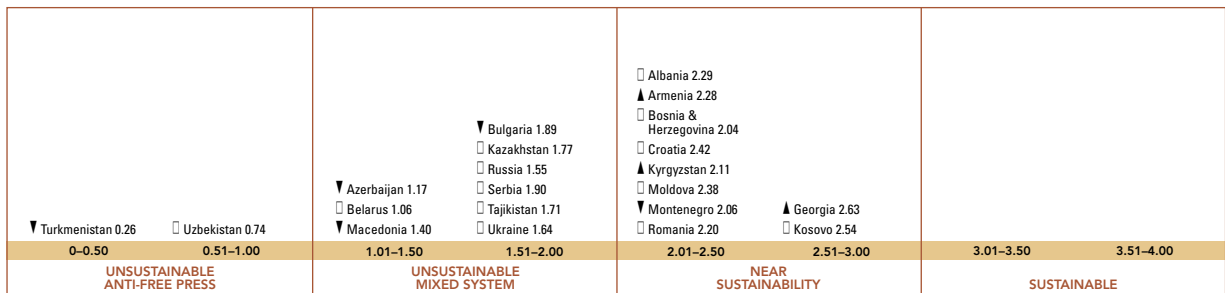 ▼ Turkmenistan 0.26
0–0.50
▯ Uzbekistan 0.74
0.51–1.00
UNSUSTAINABLE
ANTI-FREE PRESS
▼ Azerbaijan 1.17
▯ Belarus 1.06
▼ Macedonia 1.40
1.01–1.50
▼ Bulgaria 1.89
▯ Kazakhstan 1.77
▯ Russia 1.55
▯ Serbia 1.90
▯ Tajikistan 1.71
▯ Ukraine 1.64
1.51–2.00
UNSUSTAINABLE
MIXED SYSTEM
▯ Albania 2.29
▲ Armenia 2.28
▯ Bosnia &
Herzegovina 2.04
▯ Croatia 2.42
▲ Kyrgyzstan 2.11
▯ Moldova 2.38
▼ Montenegro 2.06
▯ Romania 2.20
2.01–2.50
▲ Georgia 2.63
▯ Kosovo 2.54
2.51–3.00
NEAR
SUSTAINABILITY
3.01–3.50
3.51–4.00
SUSTAINABLE